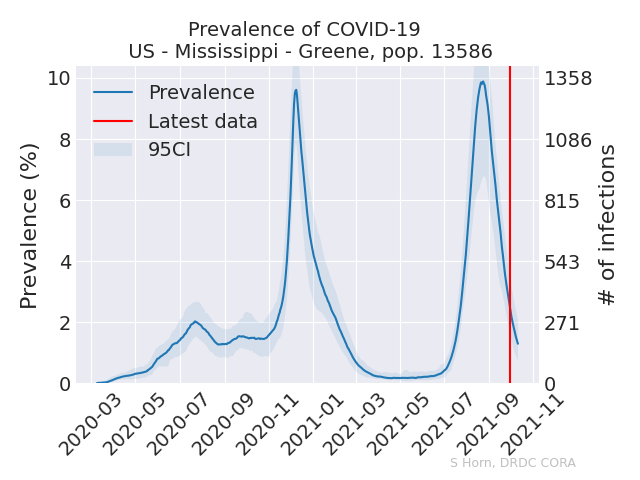 Prevalence of COVID-19
US - Mississippi - Greene, pop. 13586
Prevalence (%)
10
8
6
4
2
0
Prevalence
Latest data
95CI
1358
1086
815
543
271
0
# of infections
2020-03
2020-05
2020-07
2020-09
2020-11
2021-01
2021-03
2021-05
2021-07
2021-09
2021-11
S Horn, DRDC CORA